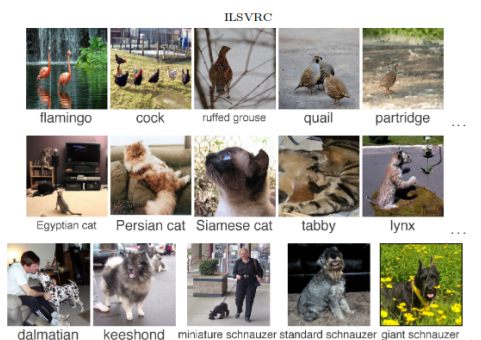 ILSVRC
flamingo cock ruffed grouse quail partridge ...
Egyptian cat Persian cat Siamese cat tabby lynx ...
dalmatian keeshond miniature schnauzer standard schnauzer giant schnauzer ...